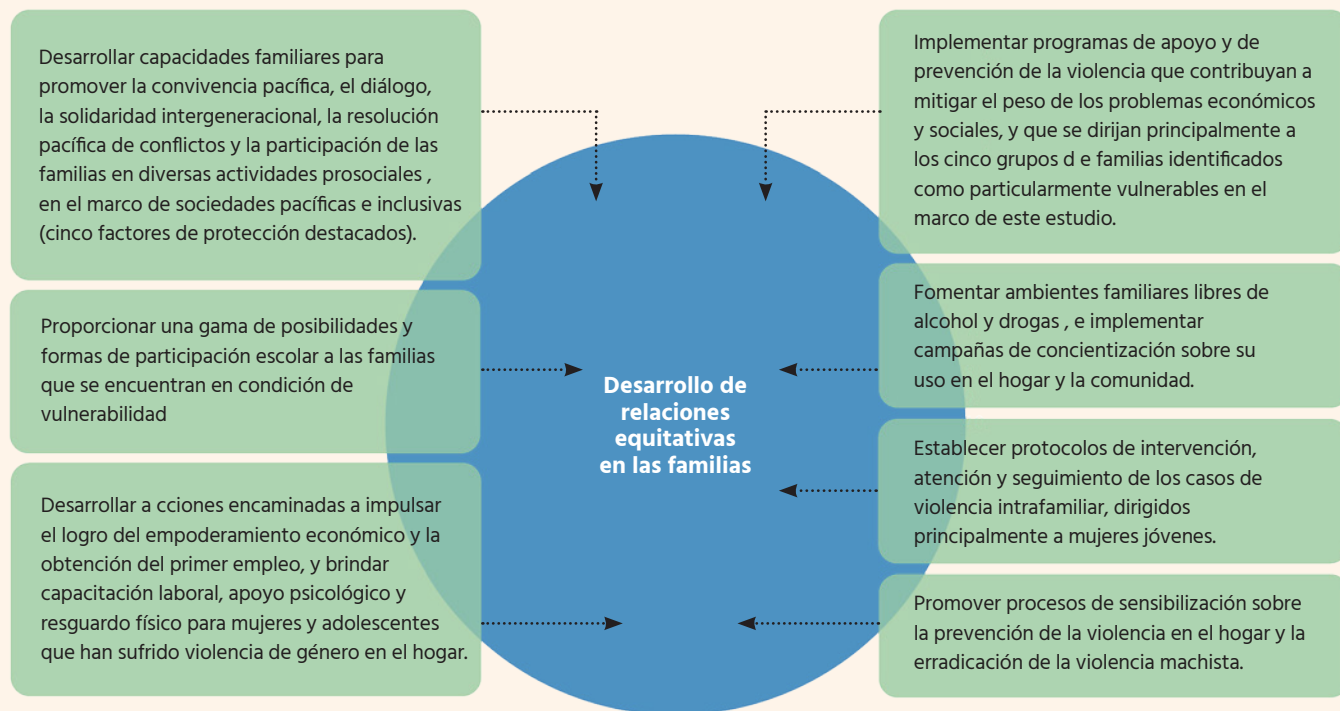 Desarrollar capacidades familiares para
promover la convivencia pacífica, el diálogo,
la solidaridad intergeneracional, la resolución
pacífica de conflictos y la participación de las
familias en diversas actividades prosociales ,
en el marco de sociedades pacíficas e inclusivas
(cinco factores de protección destacados).
Proporcionar una gama de posibilidades y
formas de participación escolar a las familias
que se encuentran en condición de
vulnerabilidad
Desarrollar a cciones encaminadas a impulsar
el logro del empoderamiento económico y la
obtención del primer empleo, y brindar
capacitación laboral, apoyo psicológico y
resguardo físico para mujeres y adolescentes
que han sufrido violencia de género en el hogar.
Desarrollo de
relaciones
equitativas
en las familias
Implementar programas de apoyo y de
prevención de la violencia que contribuyan a
mitigar el peso de los problemas económicos
y sociales, y que se dirijan principalmente a
los cinco grupos d e familias identificados
como particularmente vulnerables en el
marco de este estudio.
Fomentar ambientes familiares libres de
alcohol y drogas , e implementar
campañas de concientización sobre su
uso en el hogar y la comunidad.
Establecer protocolos de intervención,
atención y seguimiento de los casos de
violencia intrafamiliar, dirigidos
principalmente a mujeres jóvenes.
Promover procesos de sensibilización sobre
la prevención de la violencia en el hogar y la
erradicación de la violencia machista.